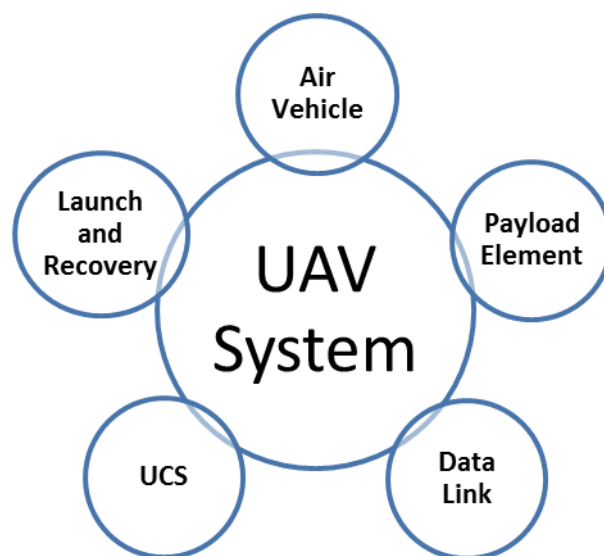 Air
Vehicle
Launch
and
Recovery
UAV
System
Payload
Element
UCS
Data
Link